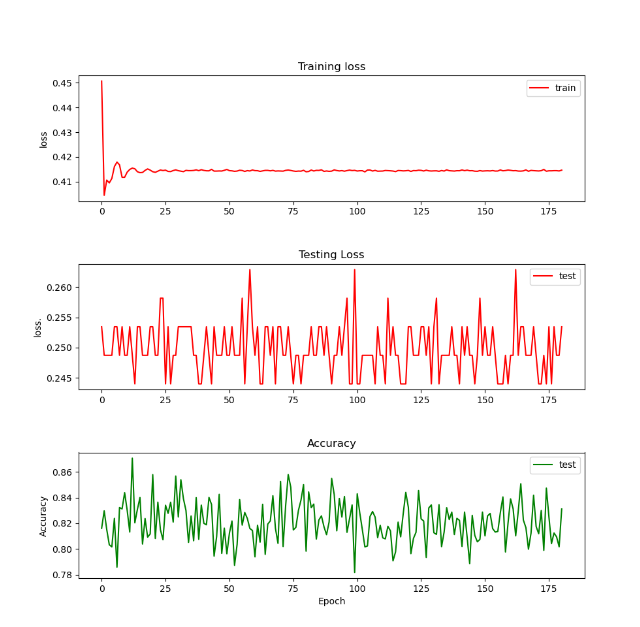 Training loss
0.45
0.44
0.43
0.42
0.41
loss
train
0 25 50 75 100 125 150 175
Testing Loss
0.260
0.255
0.250
0.245
loss.
test
0 25 50 75 100 125 150 175
Accuracy
0.86
0.84
0.82
0.80
0.78
Accuracy
test
0 25 50 75 100 125 150 175
Epoch